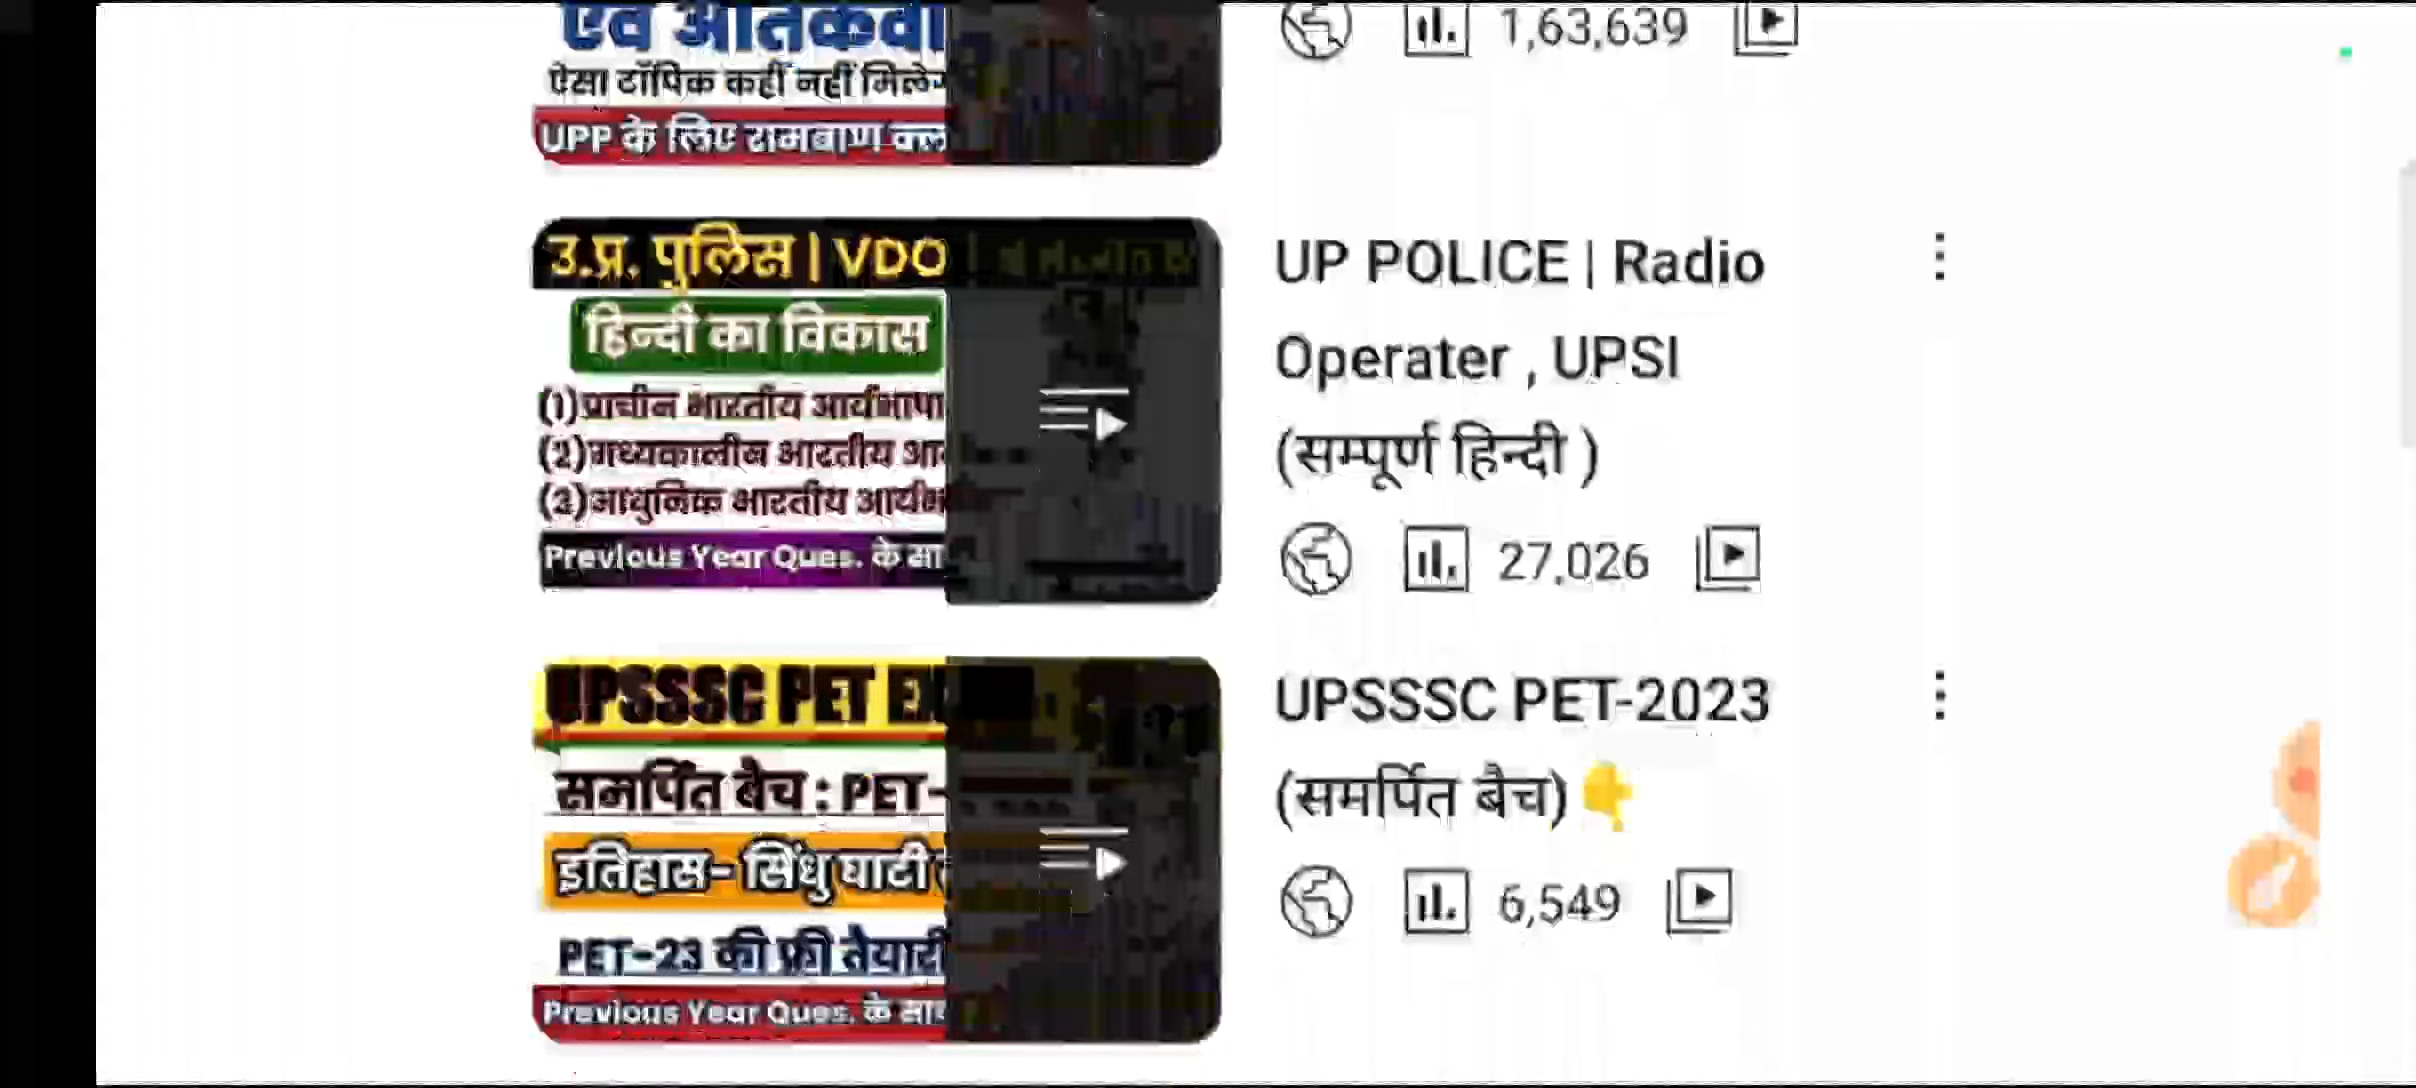 एवं आतंकवा
ऐसा टॉपिक कहीं नहीं मिलेग
UPP के लिए रामबाण क्ल
1,63,639
उ.प्र. पुलिस | VDO |
हिन्दी का विकास
(1)प्राचीन भारतीय आर्यभाषा
(2)मध्यकालीन भारतीय आ
(3)आधुनिक भारतीय आर्यभ
Previous Year Ques. के सा
UP POLICE | Radio
Operater , UPSI
(सम्पूर्ण हिन्दी )
27,026
UPSSSC PET EX
समर्पित बैच : PET-
इतिहास- सिंधु घाटी
PET-23 की फ्री तैयारी
Previous Year Ques. के सा
UPSSSC PET-2023
(समर्पित बैच)👇
6,549